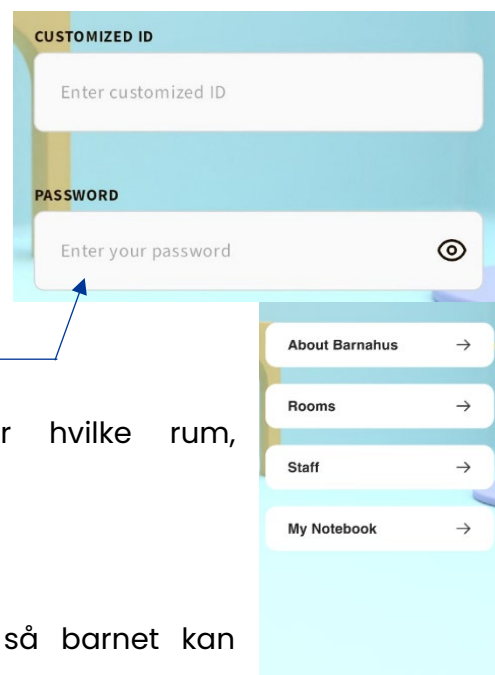 CUSTOMIZED ID
Enter customized ID
PASSWORD
Enter your password
About Barnahus
r hvilke rum,
Rooms
Staff
My Notebook
så barnet kan